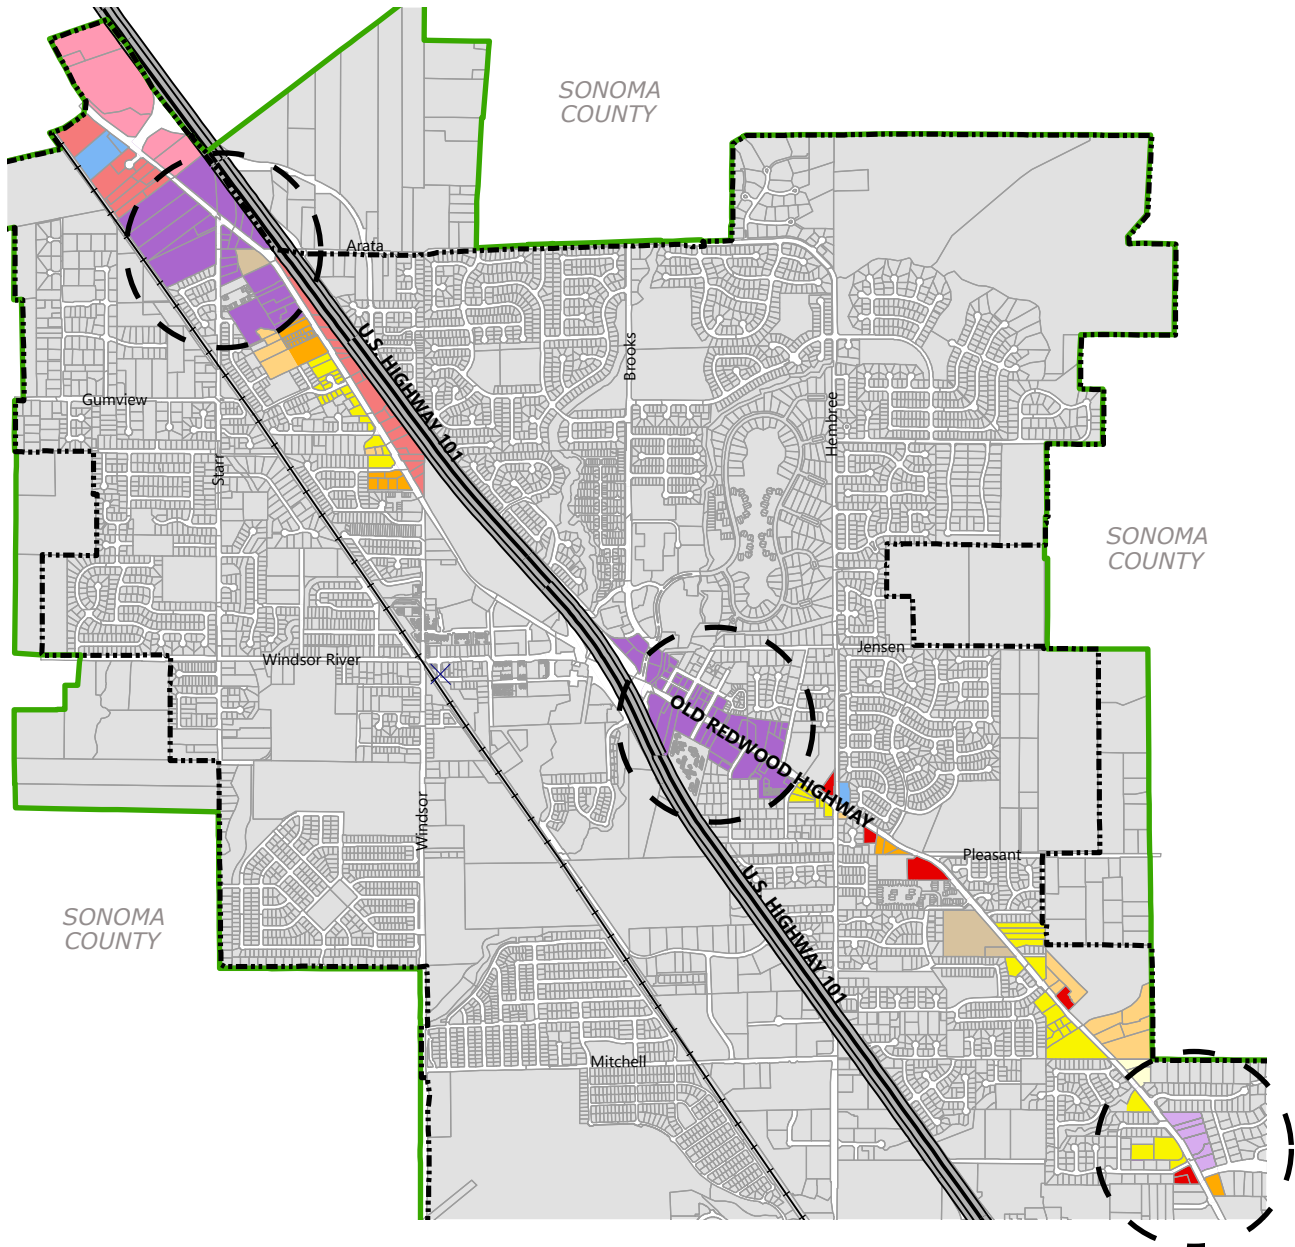 SONOMA
COUNTY
Arata
U.S. HIGHWAY 101
Brooks
Gumview
Hembree
Starr
SONOMA
COUNTY
Jensen
Windsor River
OLD REDWOOD HIGHWAY
Windsor
Pleasant
U.S. HIGHWAY 101
SONOMA
COUNTY
Mitchell